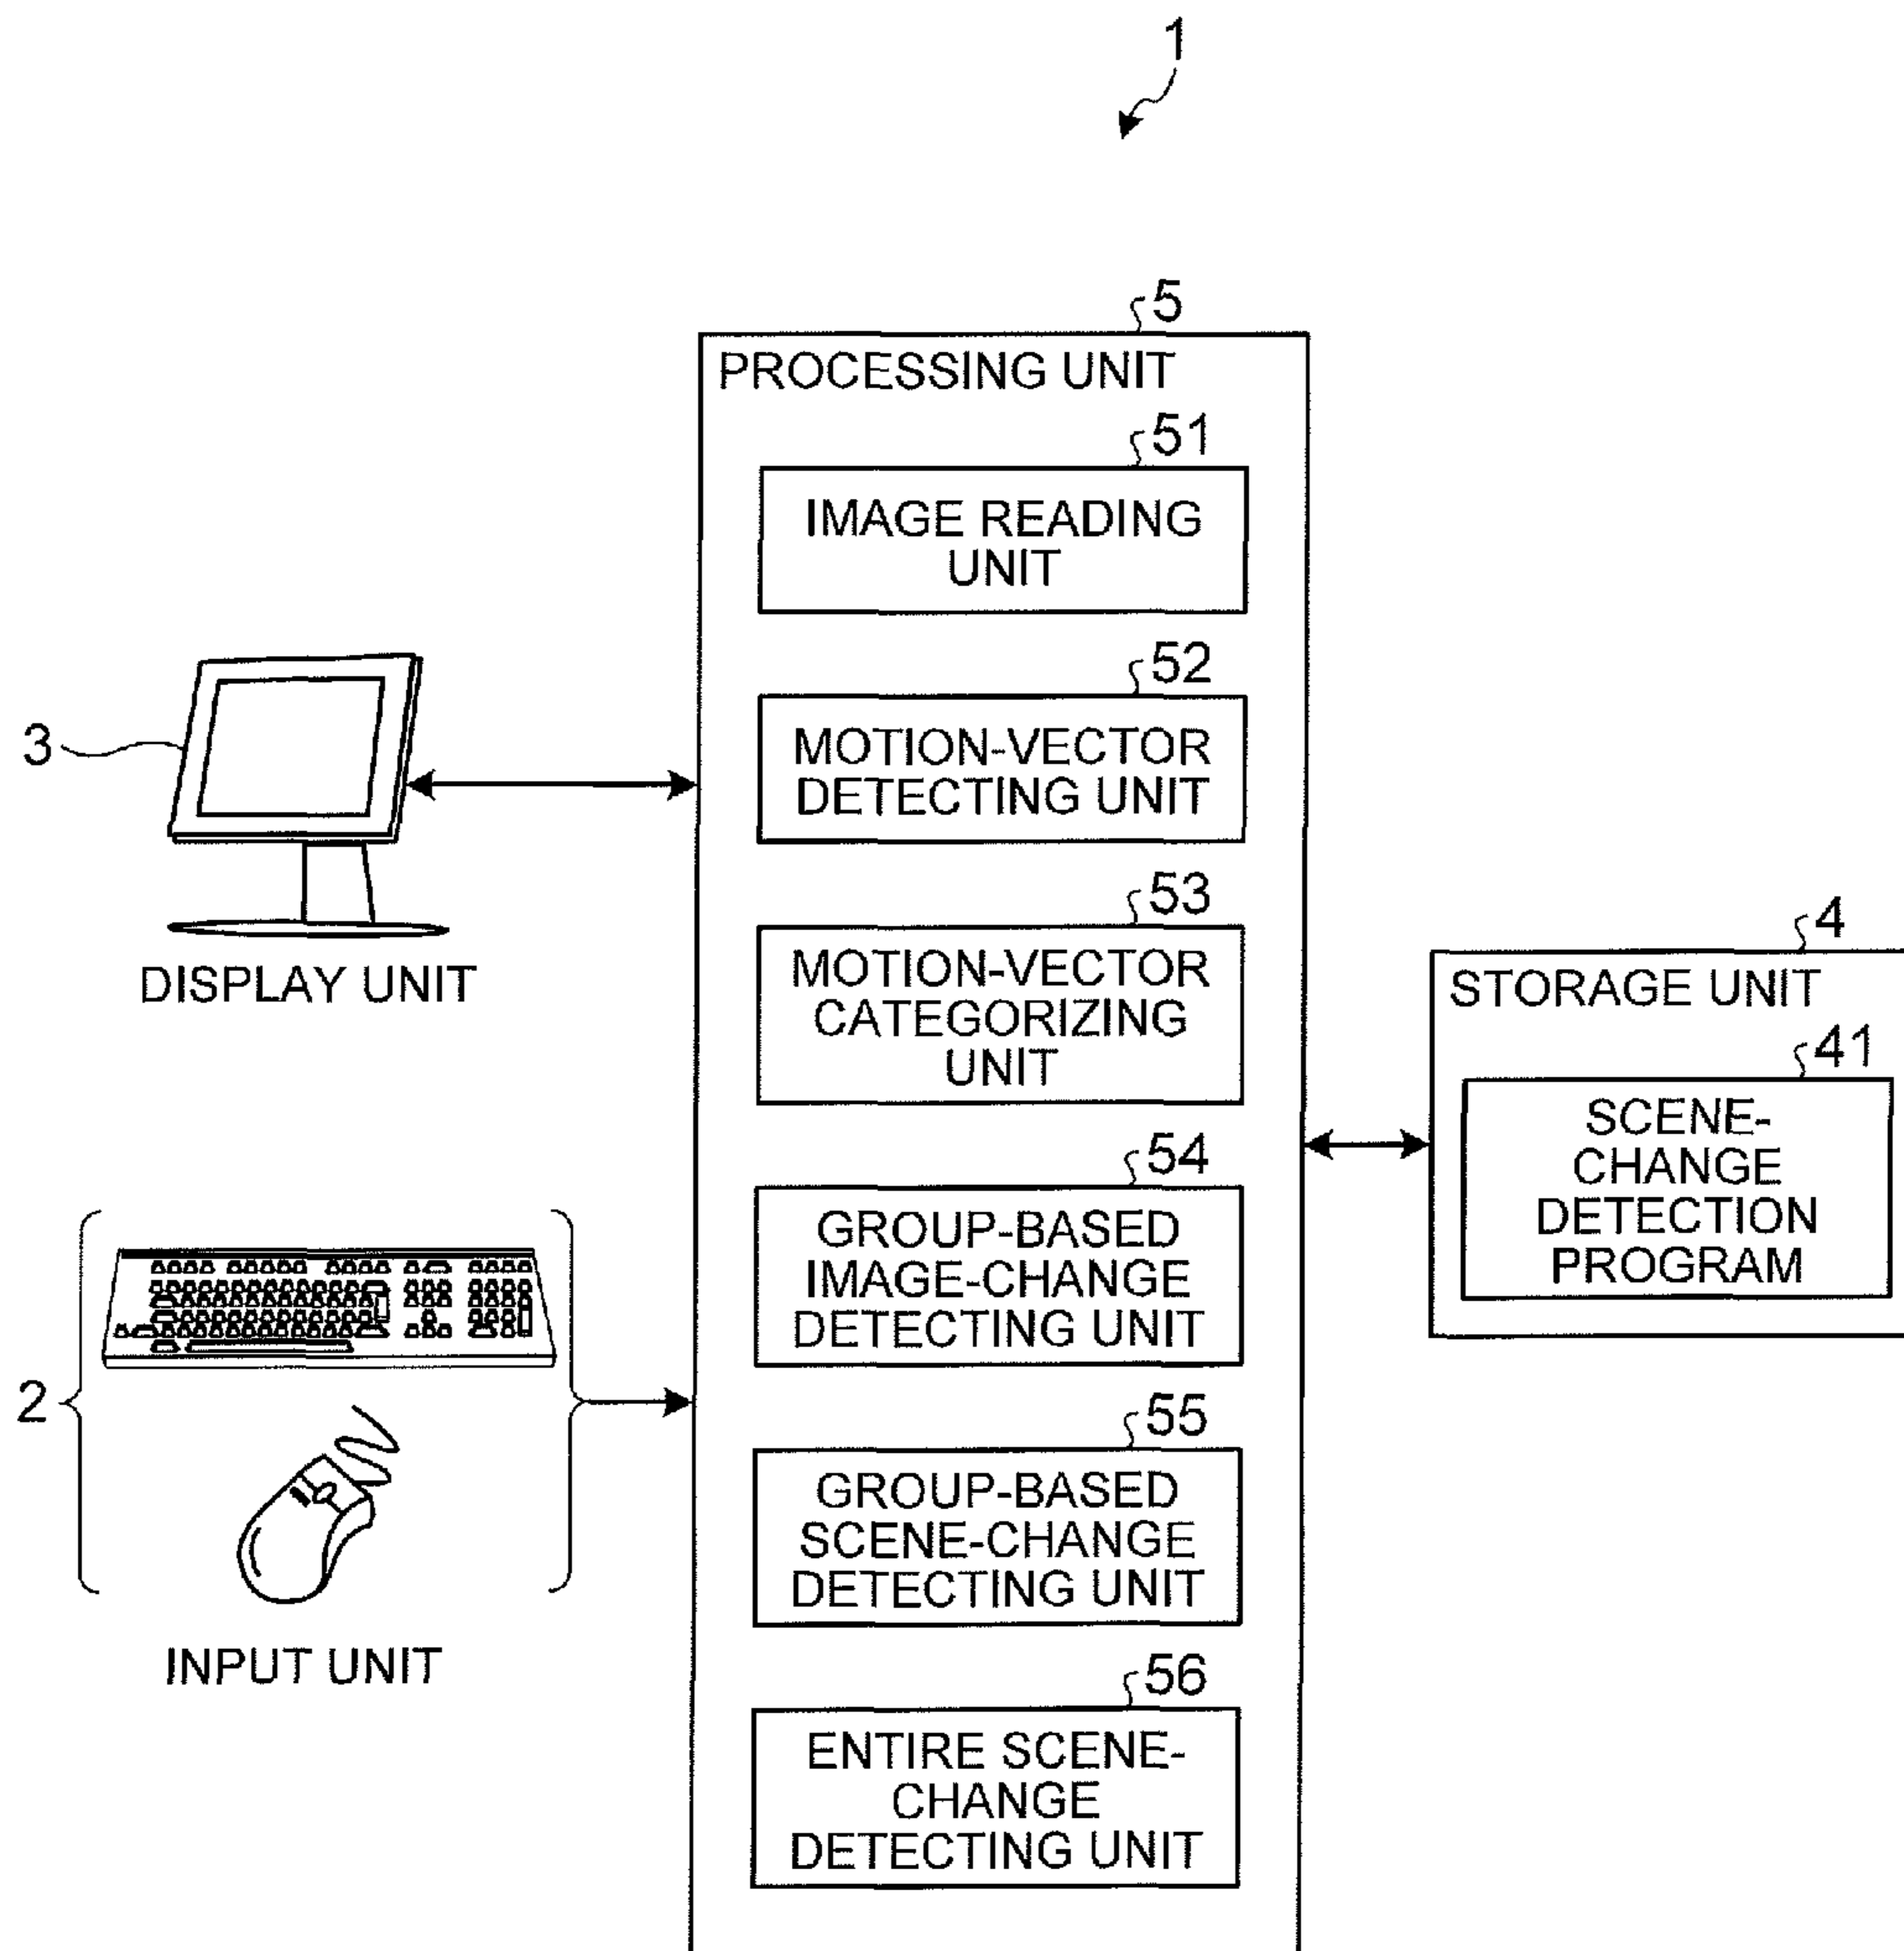 1
5
PROCESSING UNIT
51
IMAGE READING
UNIT
52
MOTION-VECTOR
DETECTING UNIT
53
MOTION-VECTOR
CATEGORIZING
UNIT
54
GROUP-BASED
IMAGE-CHANGE
DETECTING UNIT
55
GROUP-BASED
SCENE-CHANGE
DETECTING UNIT
56
ENTIRE SCENE-
CHANGE
DETECTING UNIT
3
DISPLAY UNIT
2
INPUT UNIT
4
STORAGE UNIT
41
SCENE-
CHANGE
DETECTION
PROGRAM